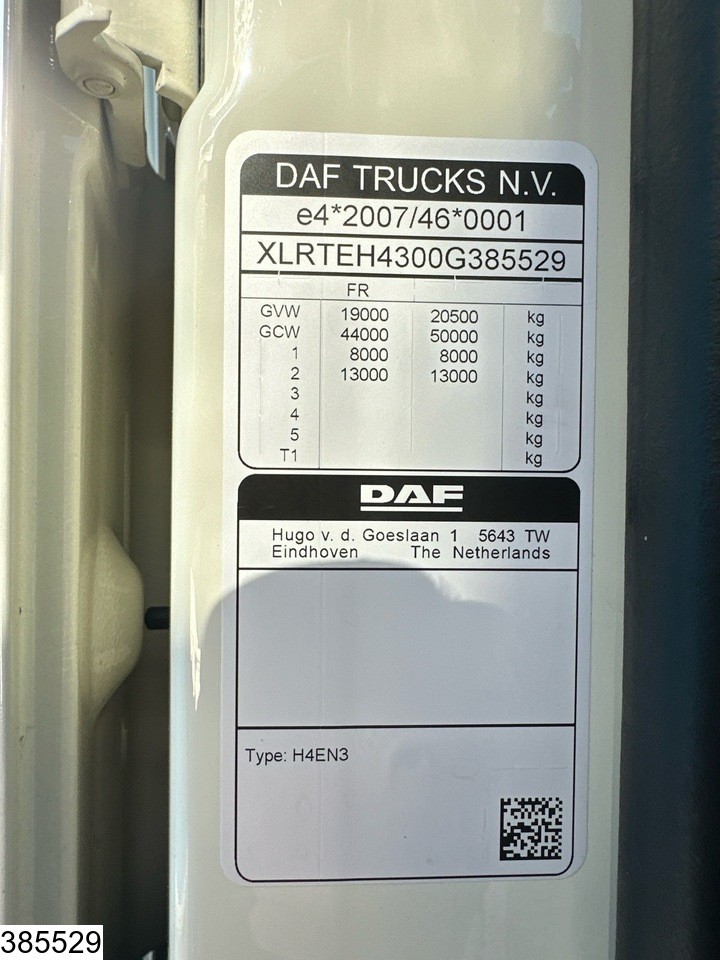 DAF TRUCKS N.V.
e4*2007/46*0001
XLRTEH4300G385529
FR
GVW 19000 20500 kg
GCW 44000 50000 kg
1 8000 8000 kg
2 13000 13000 kg
3 kg
4 kg
5 kg
T1 kg
DAF
Hugo v. d. Goeslaan 1 5643 TW
Eindhoven The Netherlands
Type: H4EN3
385529